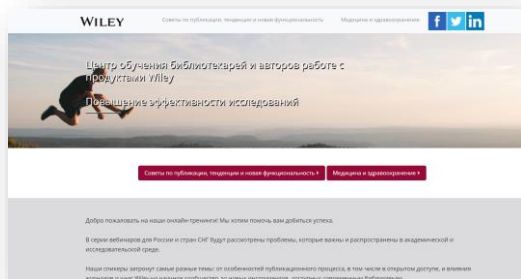 WILEY
Советы по публикации, тенденции и новая функциональность Медицина и здравоохранение
Центр обучения библиотекарей и авторов работе с
продуктами Wiley
Повышение эффективности исследований
Советы по публикации, тенденции и новая функциональность Медицина и здравоохранение
Добро пожаловать на наши онлайн-тренинги! Мы хотим помочь вам добиться успеха.
В серии вебинаров для России и стран СНГ будут рассмотрены проблемы, которые важны и распространены в академической и
исследовательской среде.
Наши спикеры затронут самые разные темы: от особенностей публикационного процесса, в том числе в открытом доступе, и влияния